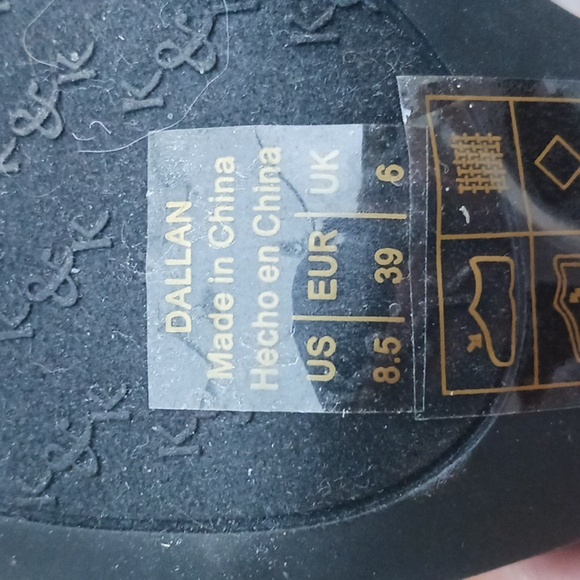 DALLAN
Made in China
Hecho en China
US | EUR | UK
8.5 | 39 | 6
K&K
K&K
K&K
K&K